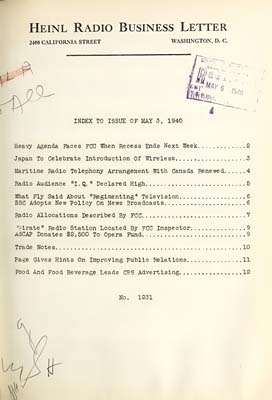 HEINL RADIO BUSINESS LETTER
2400 CALIFORNIA STREET WASHINGTON, D. C.
MAY 6 1940
INDEX TO ISSUE OF MAY 3, 1940
Heavy Agenda Faces FCC When Recess Ends Next Week.............2
Japan To Celebrate Introduction Of Wireless...................3
Maritime Radio Telephony Arrangement With Canada Renewed......4
Radio Audience "I.Q." Declared High...........................5
What Fly Said About "Regimenting" Television..................6
BBC Adopts New Policy On News Broadcasts......................6
Radio Allocations Described By FCC............................7
"Pirate" Radio Station Located By FCC Inspector...............9
ASCAP Donates $2,500 To Opera Fund............................9
Trade Notes..................................................10
Page Gives Hints On Improving Public Relations...............11
Food And Food Beverage Leads CBS Advertising.................12
No. 1231